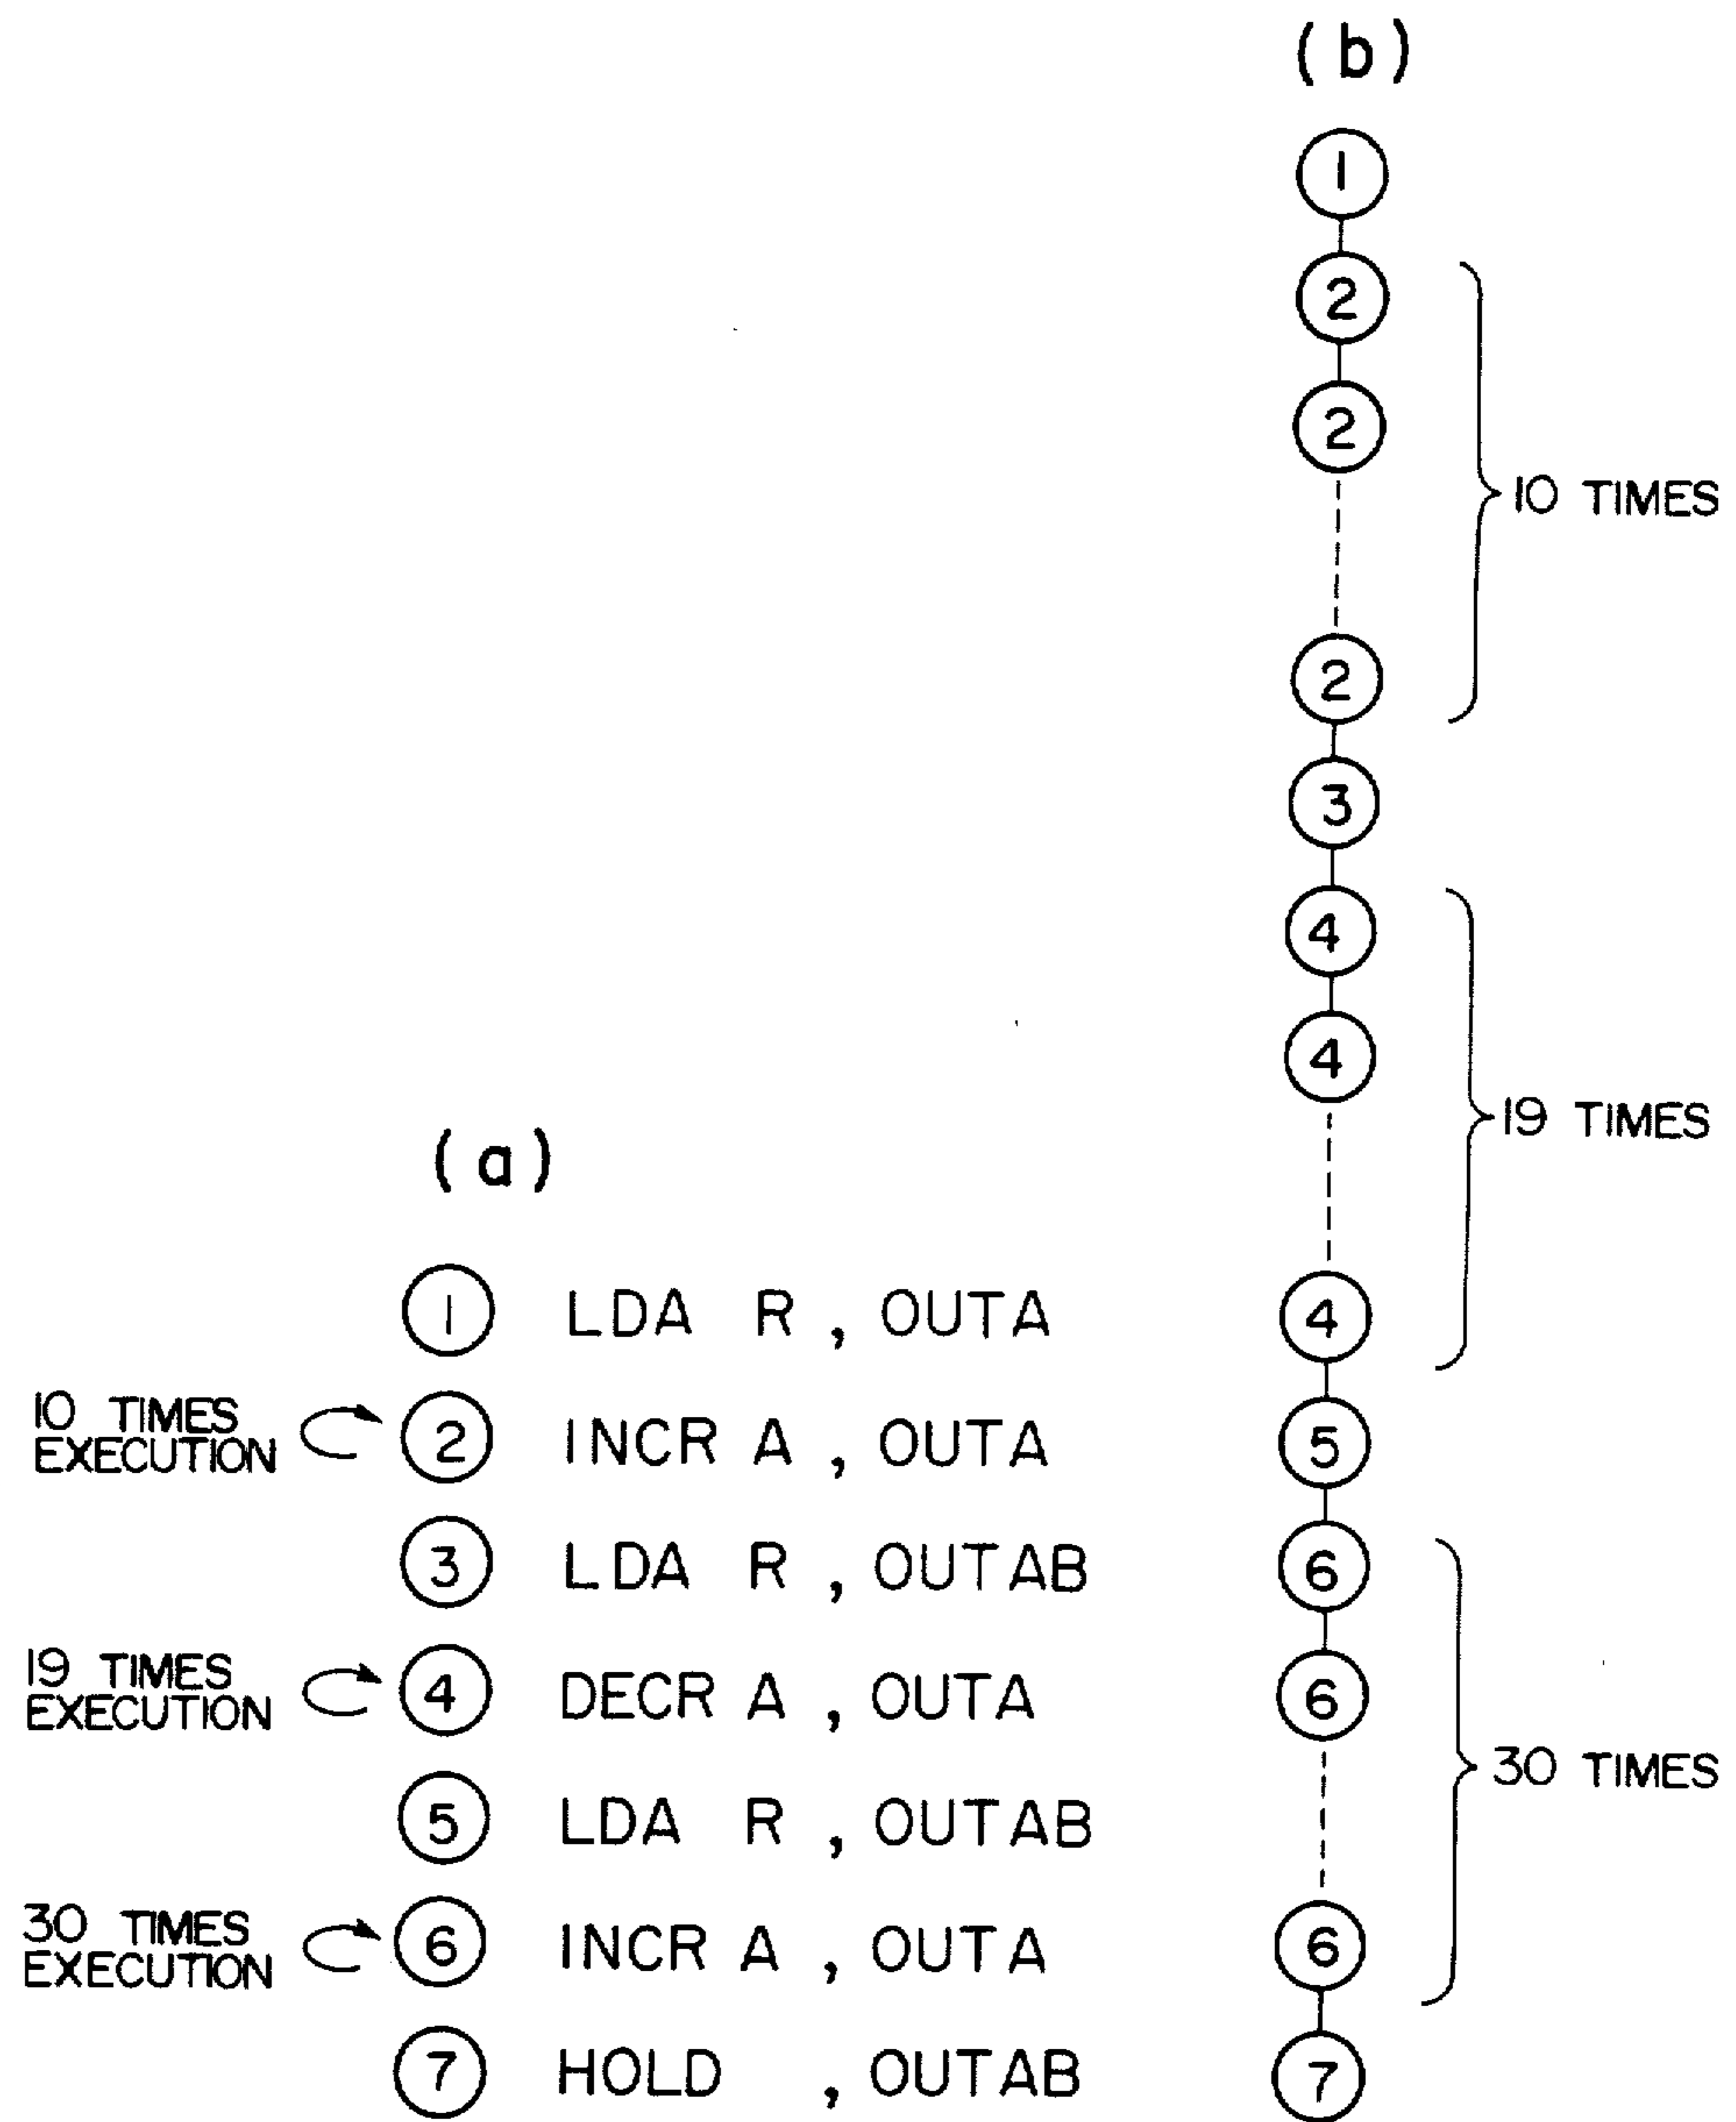 (b)
1
2
2
10 TIMES
2
3
4
4
19 TIMES
4
5
6
6
30 TIMES
6
7
(a)
1 LDA R , OUTA
10 TIMES
EXECUTION
2 INCR A , OUTA
3 LDA R , OUTAB
19 TIMES
EXECUTION
4 DECR A , OUTA
5 LDA R , OUTAB
30 TIMES
EXECUTION
6 INCR A , OUTA
7 HOLD , OUTAB